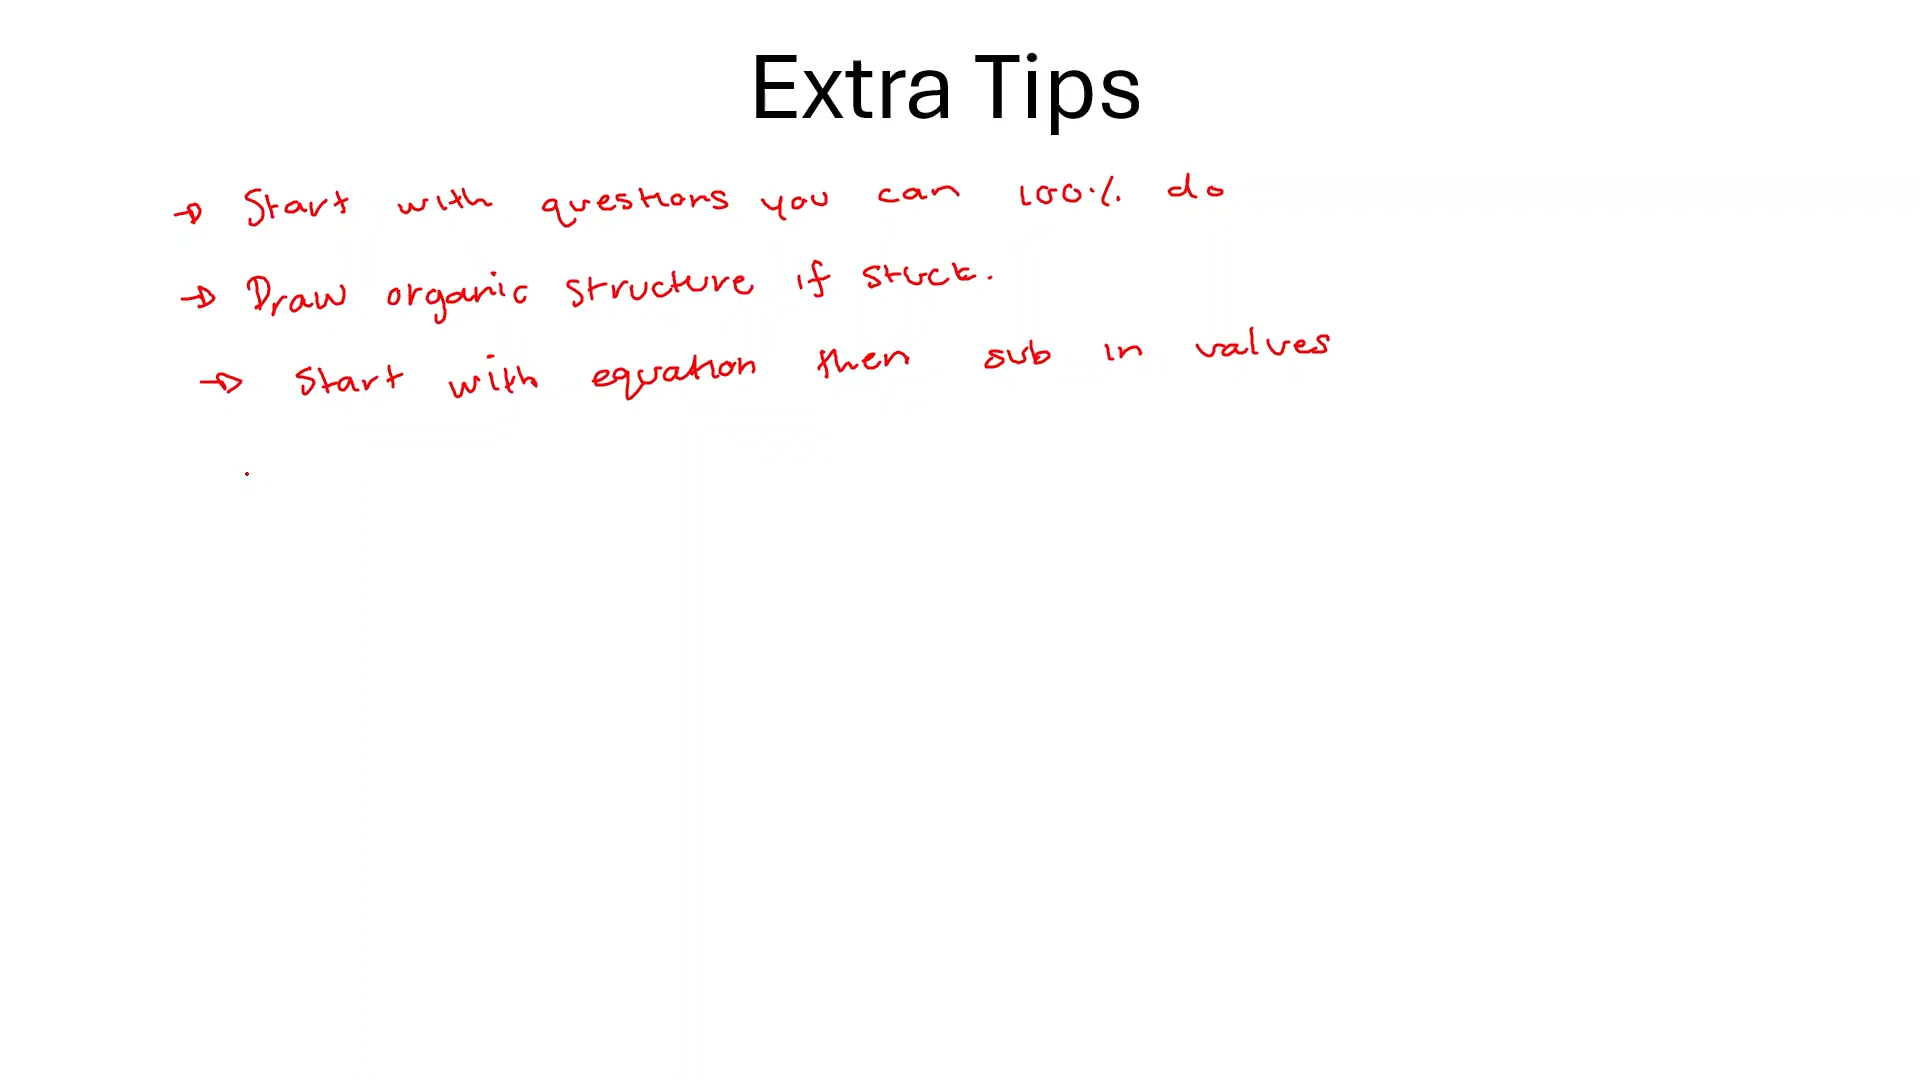 Extra Tips
→ Start with questions you can 100% do
→ Draw organic structure if stuck.
→ Start with equation then sub in values